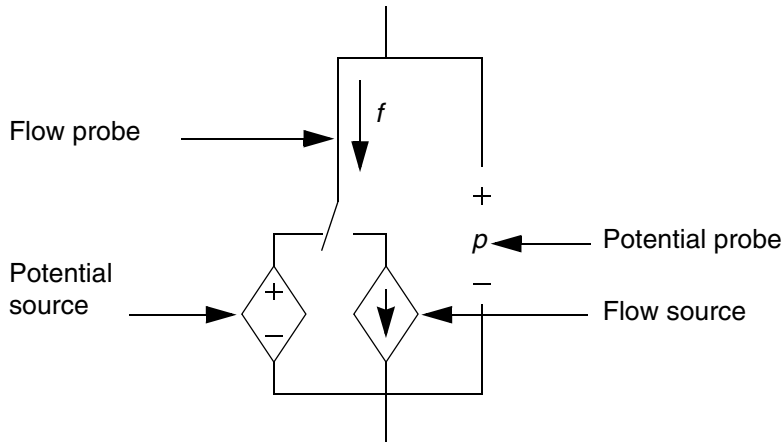 f
Flow probe
+
p
Potential probe
−
Potential
source
+
−
Flow source